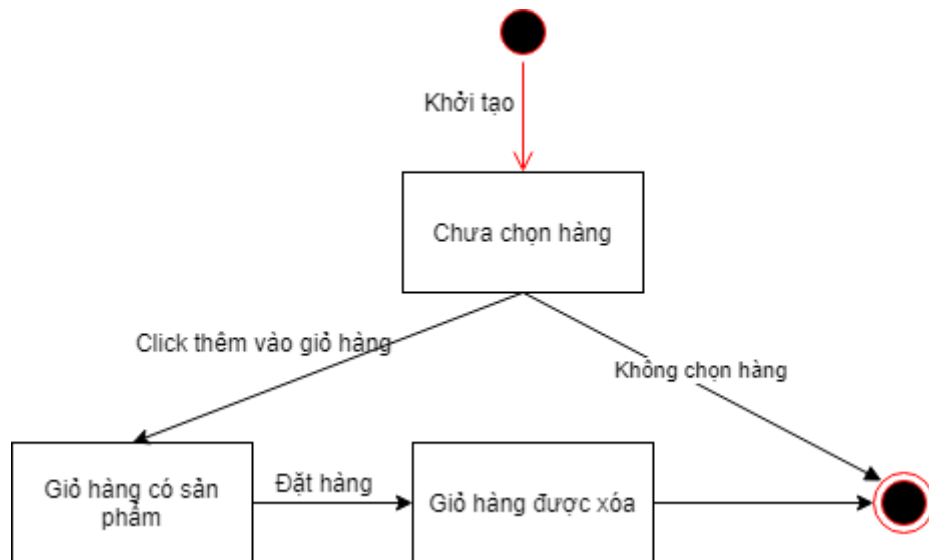 Khởi tạo
Chưa chọn hàng
Click thêm vào giỏ hàng
Không chọn hàng
Giỏ hàng có sản
phẩm
Đặt hàng
Giỏ hàng được xóa